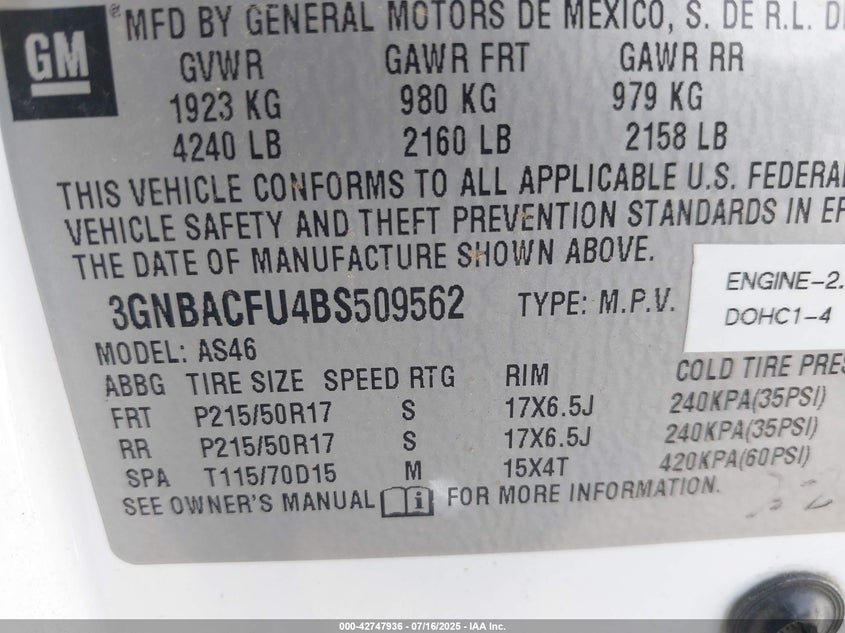 GM
® MFD BY GENERAL MOTORS DE MEXICO, S. DE R.L. D
GVWR GAWR FRT GAWR RR
1923 KG 980 KG 979 KG
4240 LB 2160 LB 2158 LB
THIS VEHICLE CONFORMS TO ALL APPLICABLE U.S. FEDERAL
VEHICLE SAFETY AND THEFT PREVENTION STANDARDS IN EF
THE DATE OF MANUFACTURE SHOWN ABOVE.
3GNBACFU4BS509562 TYPE: M.P.V.
ENGINE-2.
DOHC1-4
MODEL: AS46
ABBG TIRE SIZE SPEED RTG RIM COLD TIRE PRES
FRT P215/50R17 S 17X6.5J 240KPA(35PSI)
RR P215/50R17 S 17X6.5J 240KPA(35PSI)
SPA T115/70D15 M 15X4T 420KPA(60PSI)
SEE OWNER'S MANUAL i FOR MORE INFORMATION.
000-42747936 - 07/16/2025 - IAA Inc.